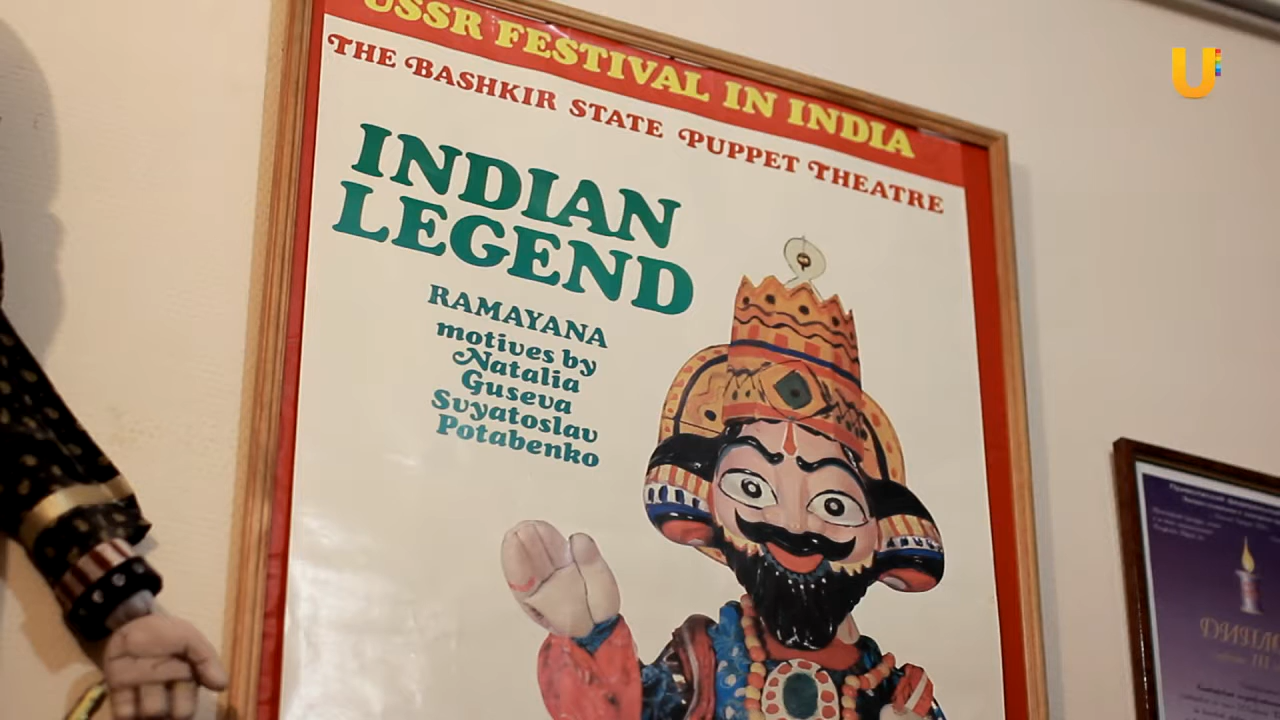 USSR FESTIVAL IN INDIA
THE BASHKIR STATE PUPPET THEATRE
INDIAN
LEGEND
RAMAYANA
motives by
Natalia
Guseva
Svyatoslav
Potabenko
U